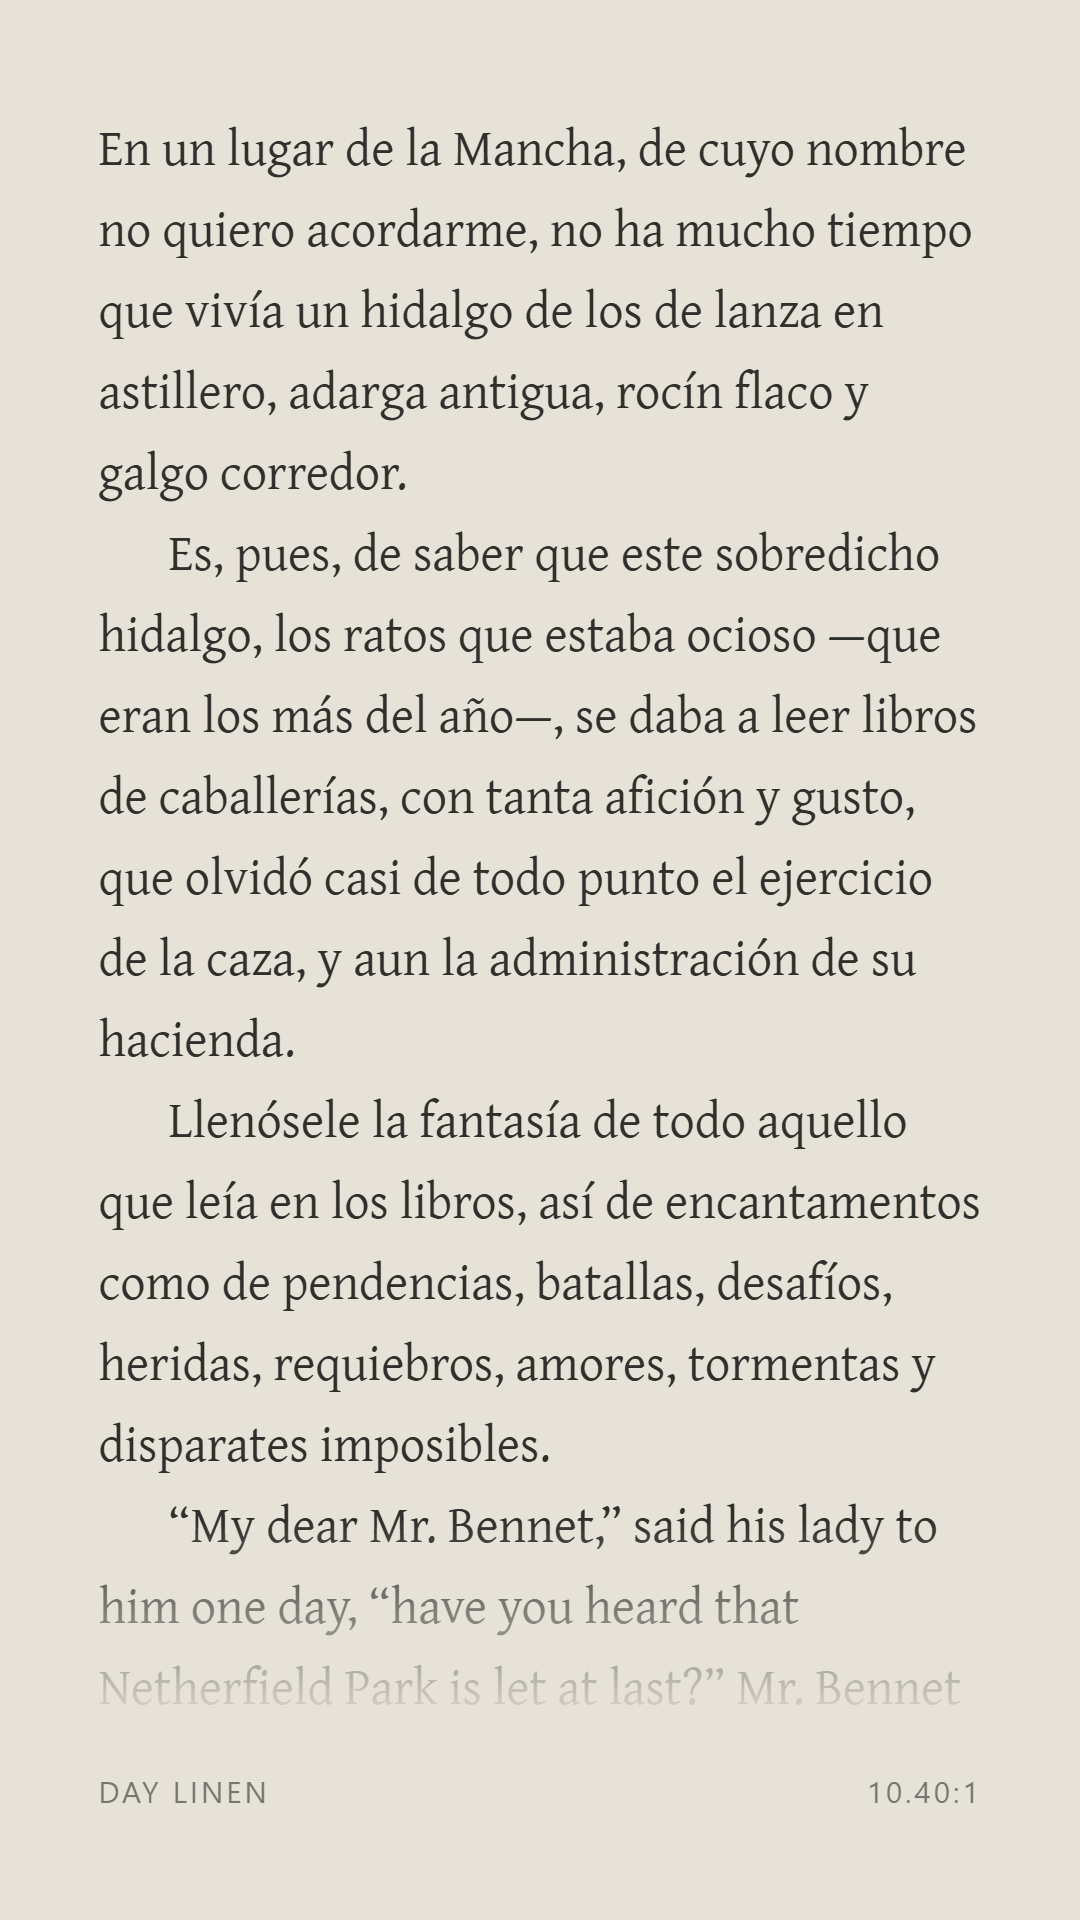 En un lugar de la Mancha, de cuyo nombre
no quiero acordarme, no ha mucho tiempo
que vivía un hidalgo de los de lanza en
astillero, adarga antigua, rocín flaco y
galgo corredor.
Es, pues, de saber que este sobredicho
hidalgo, los ratos que estaba ocioso —que
eran los más del año—, se daba a leer libros
de caballerías, con tanta afición y gusto,
que olvidó casi de todo punto el ejercicio
de la caza, y aun la administración de su
hacienda.
Llenósele la fantasía de todo aquello
que leía en los libros, así de encantamentos
como de pendencias, batallas, desafíos,
heridas, requiebros, amores, tormentas y
disparates imposibles.
“My dear Mr. Bennet,” said his lady to
him one day, “have you heard that
Netherfield Park is let at last?” Mr. Bennet
DAY LINEN 10.40:1